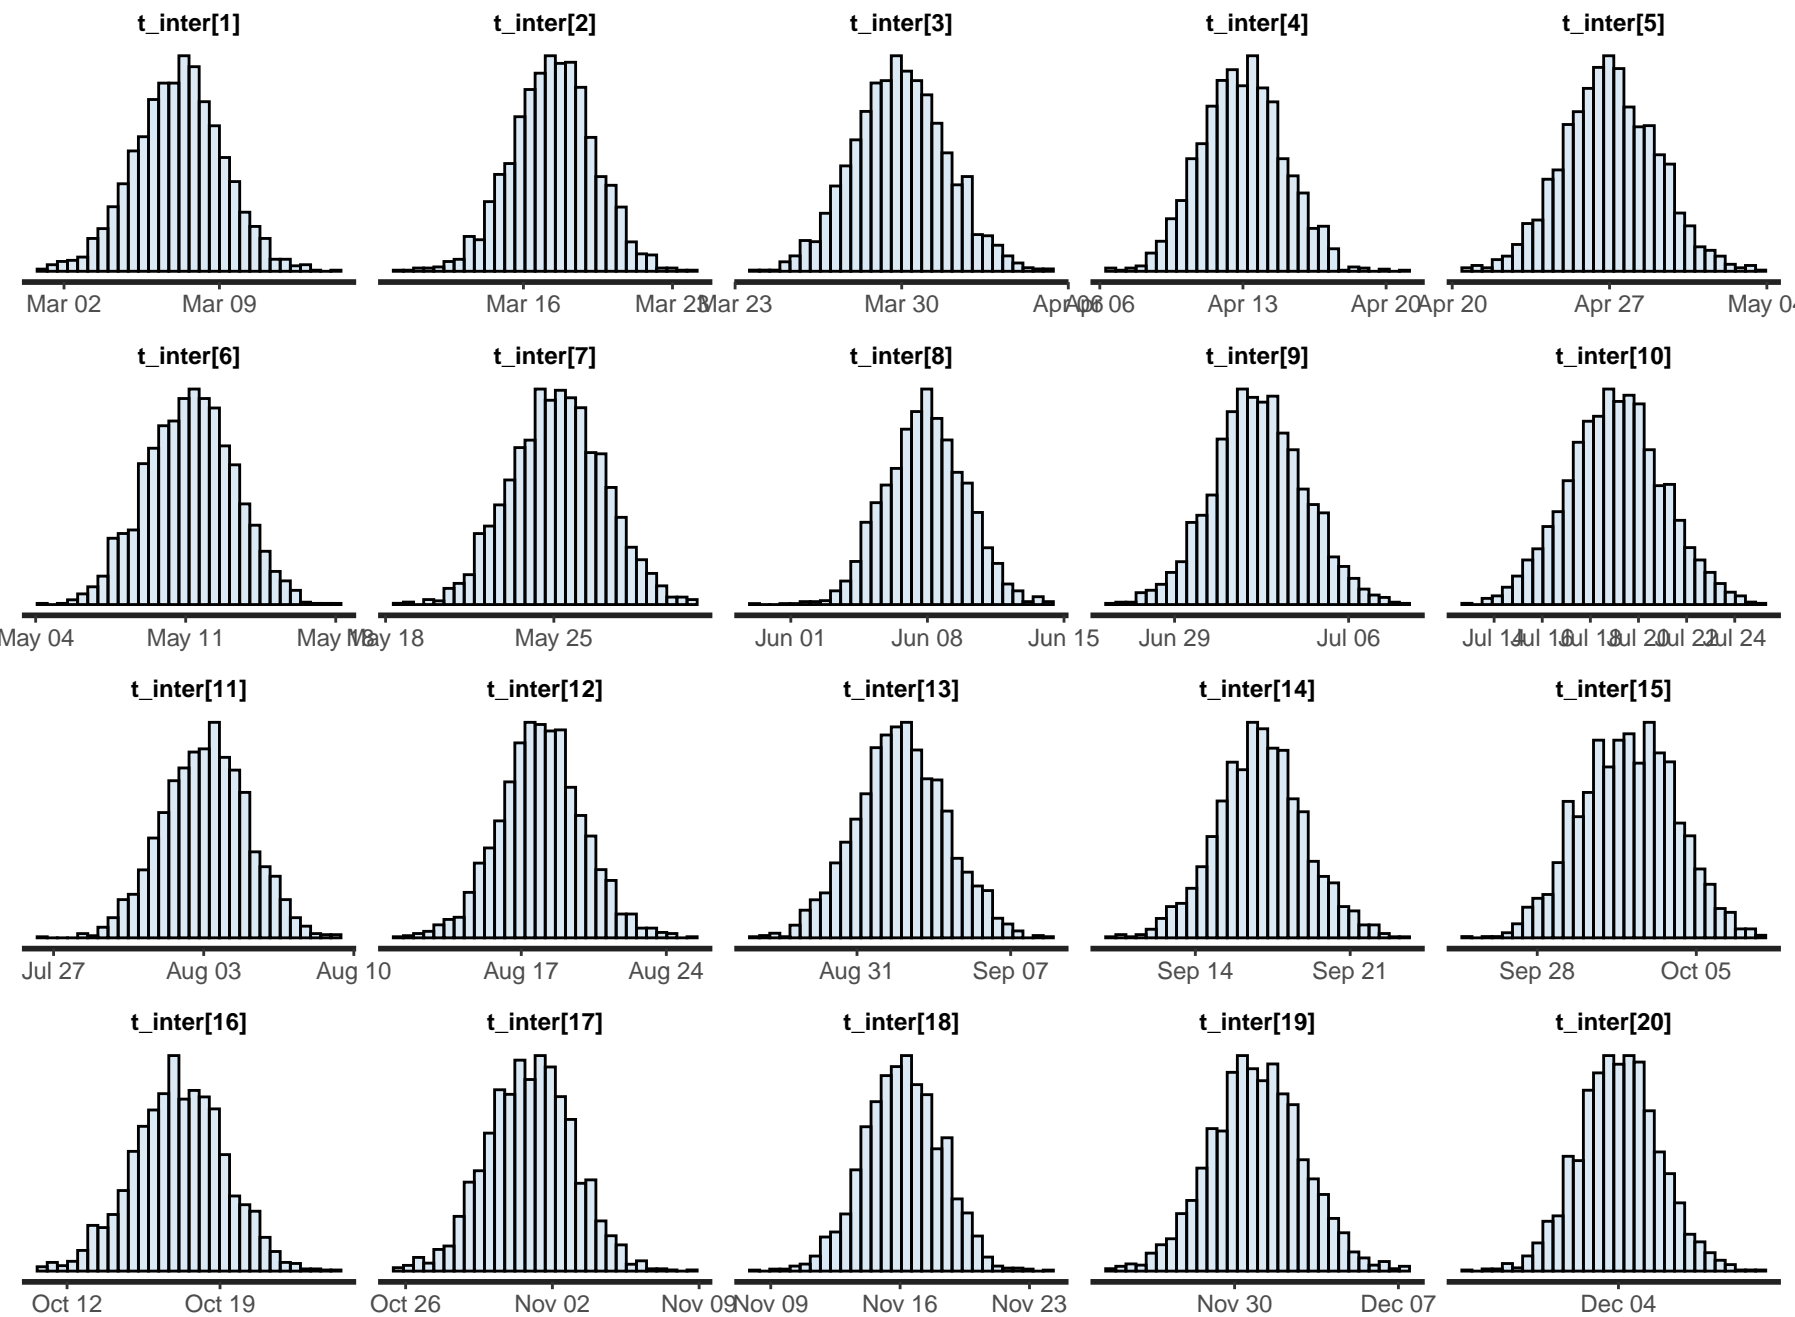 t_inter[1] t_inter[2] t_inter[3] t_inter[4] t_inter[5]
Mar 02 Mar 09 Mar 16 Mar 23 Mar 23 Mar 30 Apr 06 Apr 06 Apr 13 Apr 20 Apr 20 Apr 27 May 04
t_inter[6] t_inter[7] t_inter[8] t_inter[9] t_inter[10]
May 04 May 11 May 18 May 18 May 25 Jun 01 Jun 08 Jun 15 Jun 29 Jul 06 Jul 14 Jul 16 Jul 18 Jul 20 Jul 22 Jul 24
t_inter[11] t_inter[12] t_inter[13] t_inter[14] t_inter[15]
Jul 27 Aug 03 Aug 10 Aug 17 Aug 24 Aug 31 Sep 07 Sep 14 Sep 21 Sep 28 Oct 05
t_inter[16] t_inter[17] t_inter[18] t_inter[19] t_inter[20]
Oct 12 Oct 19 Oct 26 Nov 02 Nov 09 Nov 09 Nov 16 Nov 23 Nov 30 Dec 07 Dec 04